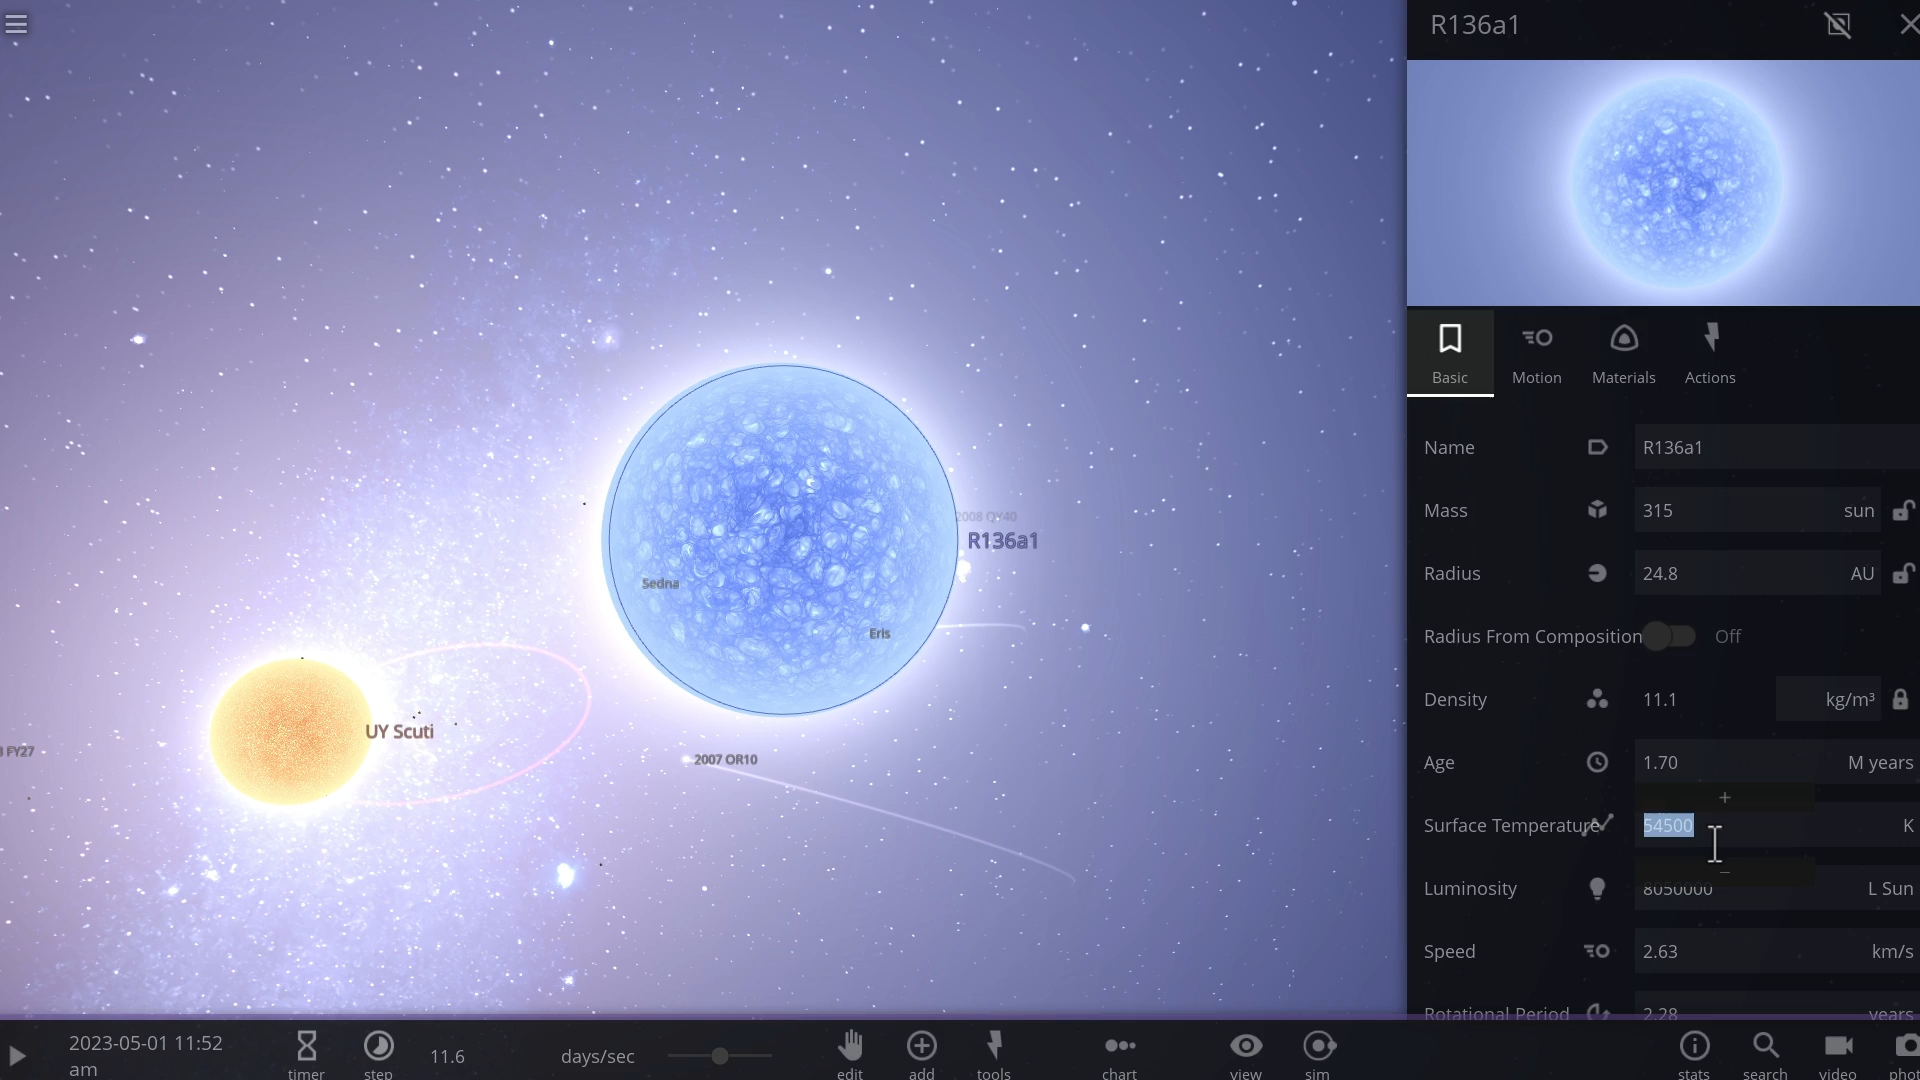 R136a1
Basic
Motion
Materials
Actions
Name R136a1
Mass 315 sun
Radius 24.8 AU
Radius From Composition Off
Density 11.1 kg/m³
Age 1.70 M years
+
Surface Temperature 54500 K
−
Luminosity 8050000 L Sun
Speed 2.63 km/s
Rotational Period 2.28 years
2008 QY40
R136a1
Sedna
Eris
UY Scuti
FY27
2007 OR10
2023-05-01 11:52
am
timer
step
11.6 days/sec
edit
add
tools
chart
view
sim
stats
search
video